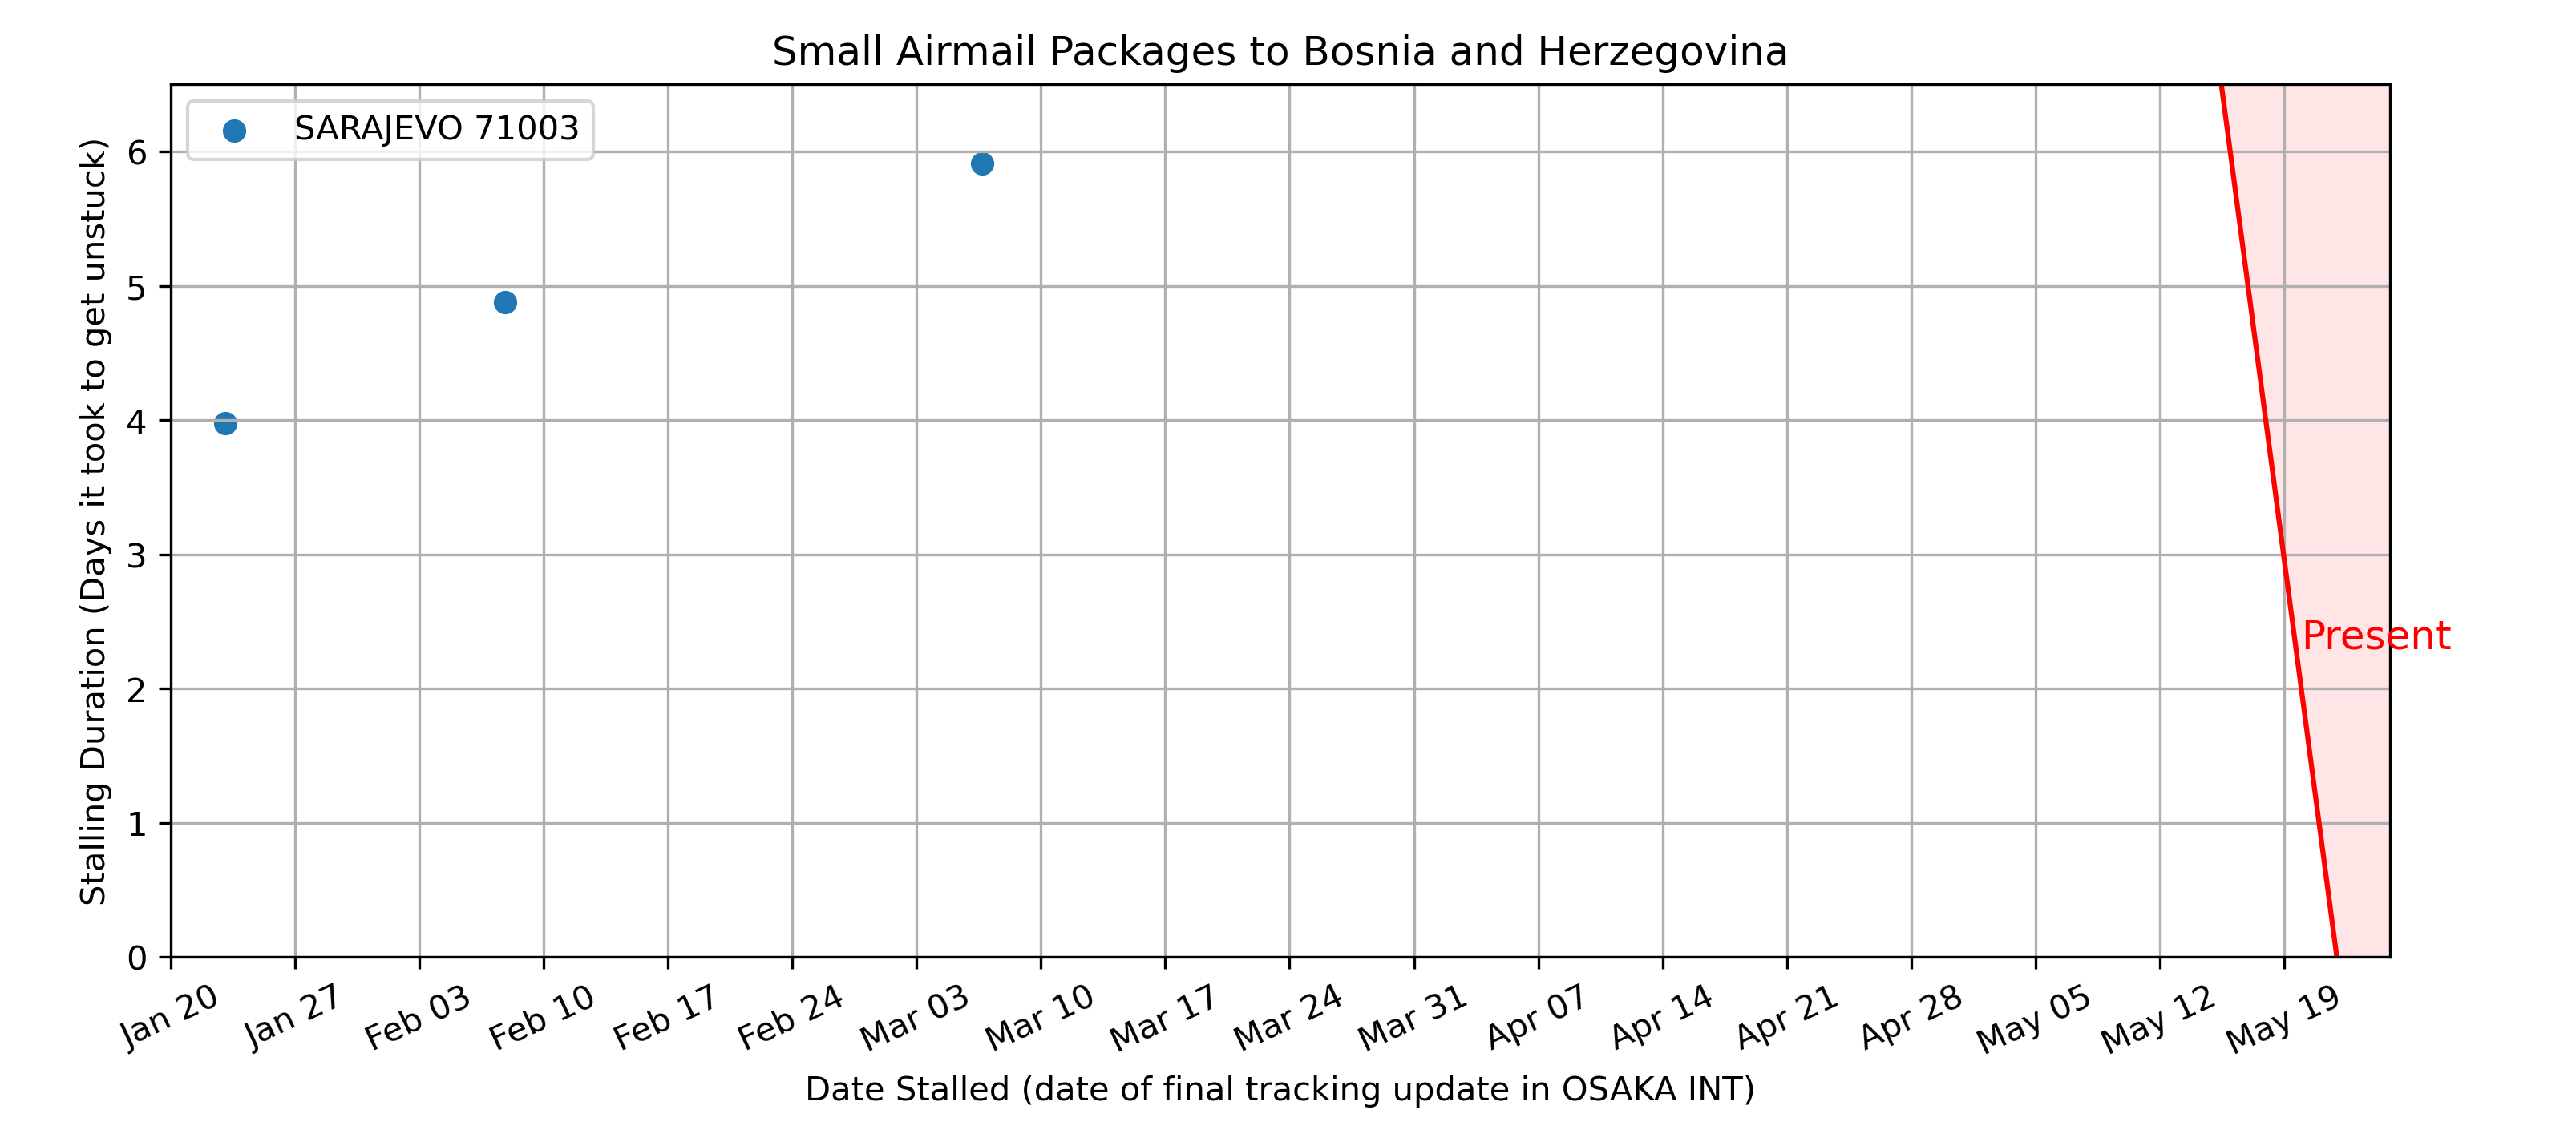 Small Airmail Packages to Bosnia and Herzegovina
SARAJEVO 71003
Stalling Duration (Days it took to get unstuck)
6
5
4
3
2
1
0
Present
Jan 20 Jan 27 Feb 03 Feb 10 Feb 17 Feb 24 Mar 03 Mar 10 Mar 17 Mar 24 Mar 31 Apr 07 Apr 14 Apr 21 Apr 28 May 05 May 12 May 19
Date Stalled (date of final tracking update in OSAKA INT)